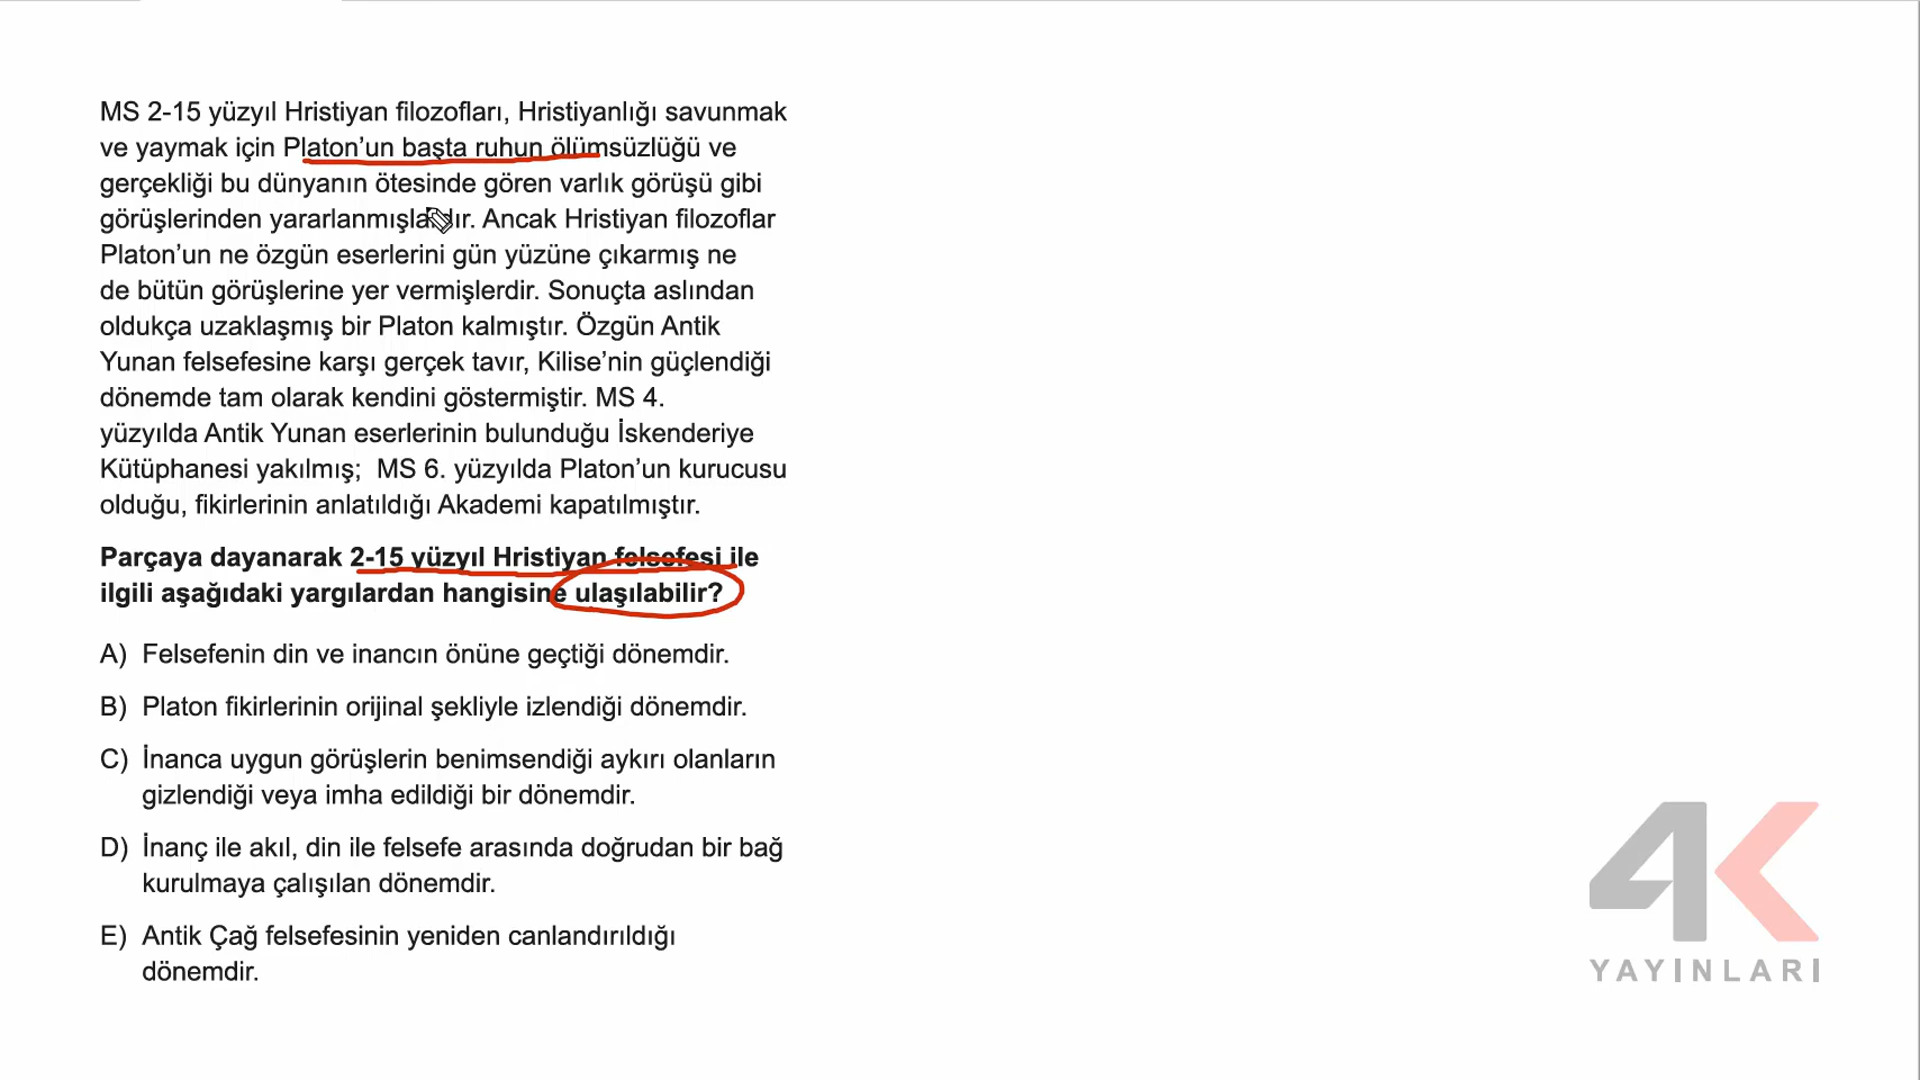 MS 2-15 yüzyıl Hristiyan filozofları, Hristiyanlığı savunmak
ve yaymak için Platon’un başta ruhun ölümsüzlüğü ve
gerçekliği bu dünyanın ötesinde gören varlık görüşü gibi
görüşlerinden yararlanmışlardır. Ancak Hristiyan filozoflar
Platon’un ne özgün eserlerini gün yüzüne çıkarmış ne
de bütün görüşlerine yer vermişlerdir. Sonuçta aslından
oldukça uzaklaşmış bir Platon kalmıştır. Özgün Antik
Yunan felsefesine karşı gerçek tavır, Kilise’nin güçlendiği
dönemde tam olarak kendini göstermiştir. MS 4.
yüzyılda Antik Yunan eserlerinin bulunduğu İskenderiye
Kütüphanesi yakılmış;  MS 6. yüzyılda Platon’un kurucusu
olduğu, fikirlerinin anlatıldığı Akademi kapatılmıştır.
Parçaya dayanarak 2-15 yüzyıl Hristiyan felsefesi ile
ilgili aşağıdaki yargılardan hangisine ulaşılabilir?
A) Felsefenin din ve inancın önüne geçtiği dönemdir.
B) Platon fikirlerinin orijinal şekliyle izlendiği dönemdir.
C) İnanca uygun görüşlerin benimsendiği aykırı olanların
gizlendiği veya imha edildiği bir dönemdir.
D) İnanç ile akıl, din ile felsefe arasında doğrudan bir bağ
kurulmaya çalışılan dönemdir.
E) Antik Çağ felsefesinin yeniden canlandırıldığı
dönemdir.
4K
YAYINLARI